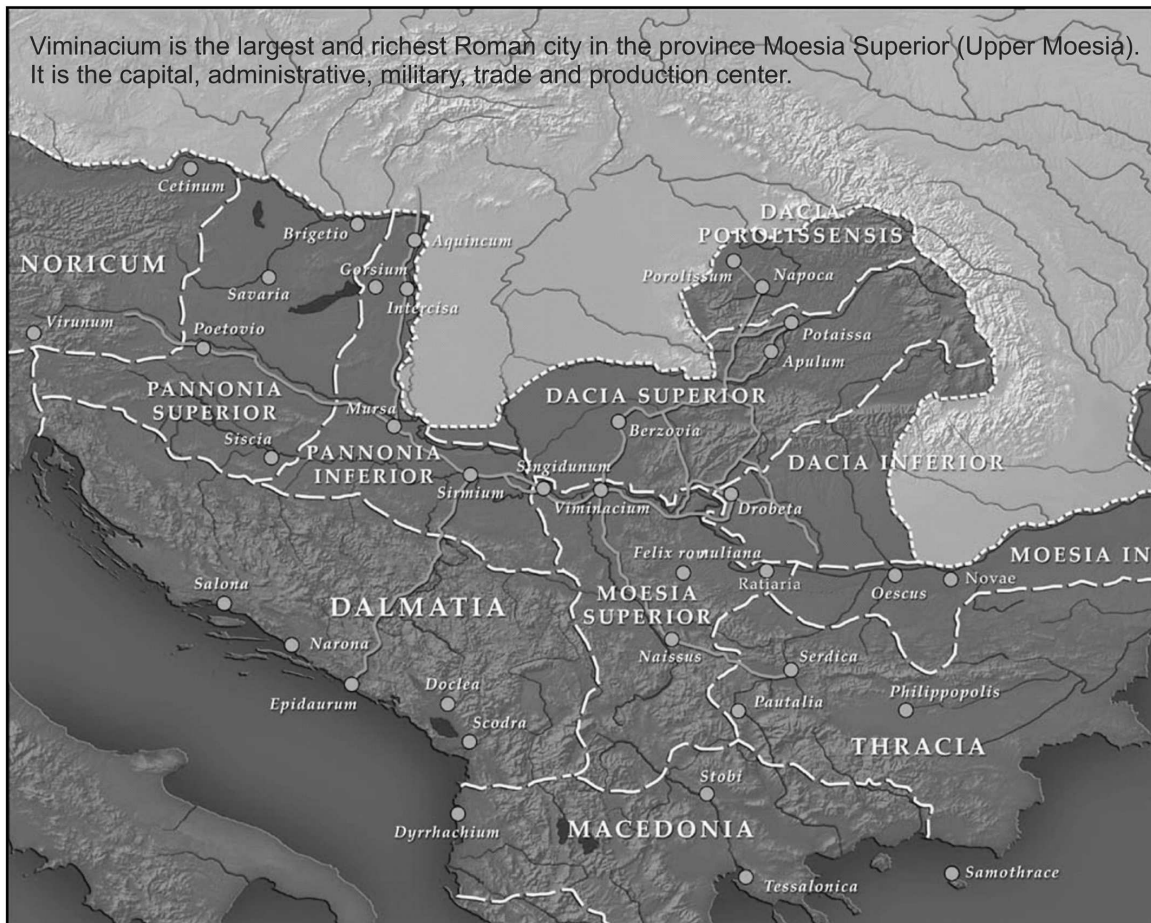 Viminacium is the largest and richest Roman city in the province Moesia Superior (Upper Moesia).
It is the capital, administrative, military, trade and production center.
Cetinum
DACIA
POROLISSENSIS
Brigetio
Aquincum
NORICUM
Gorsium
Porolissum
Napoca
Savaria
Intercisa
Virunum
Poetovio
Potaissa
Apulum
PANNONIA
SUPERIOR
DACIA SUPERIOR
Mursa
Berzovia
Siscia
PANNONIA
INFERIOR
DACIA INFERIOR
Singidunum
Sirmium
Viminacium
Drobeta
Felix romuliana
MOESIA IN
Salona
Ratiaria
Novae
Oescus
DALMATIA
MOESIA
SUPERIOR
Narona
Naissus
Serdica
Epidaurum
Doclea
Pautalia
Philippopolis
Scodra
THRACIA
Stobi
Dyrrhachium
MACEDONIA
Samothrace
Tessalonica